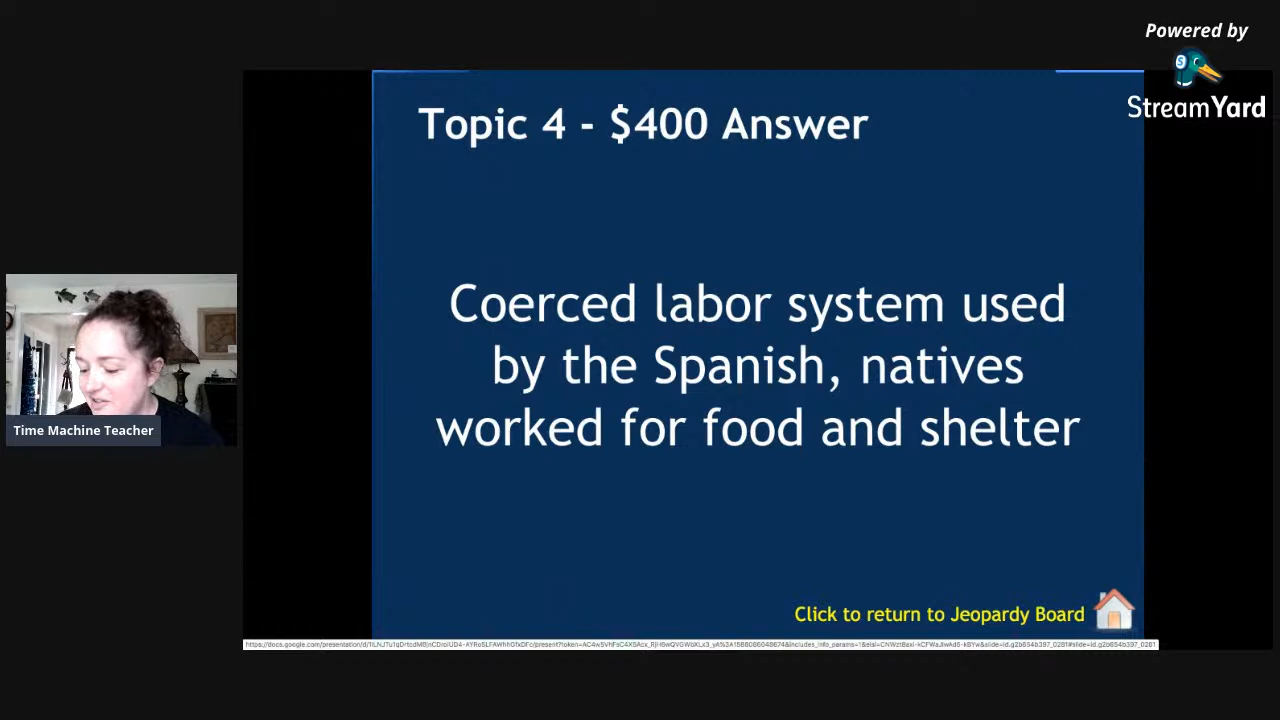 Powered by
StreamYard
Topic 4 - $400 Answer
Coerced labor system used
by the Spanish, natives
worked for food and shelter
Time Machine Teacher
Click to return to Jeopardy Board